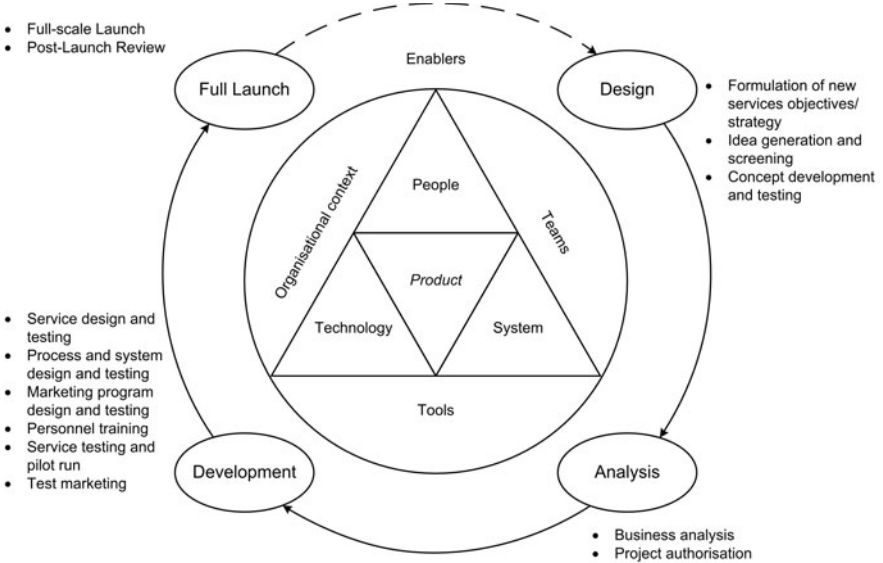 • Full-scale Launch
• Post-Launch Review
Full Launch
Enablers
Design
• Formulation of new
services objectives/
strategy
• Idea generation and
screening
• Concept development
and testing
People
Organisational context
Teams
Product
Technology
System
Tools
• Service design and
testing
• Process and system
design and testing
• Marketing program
design and testing
• Personnel training
• Service testing and
pilot run
• Test marketing
Development
Analysis
• Business analysis
• Project authorisation